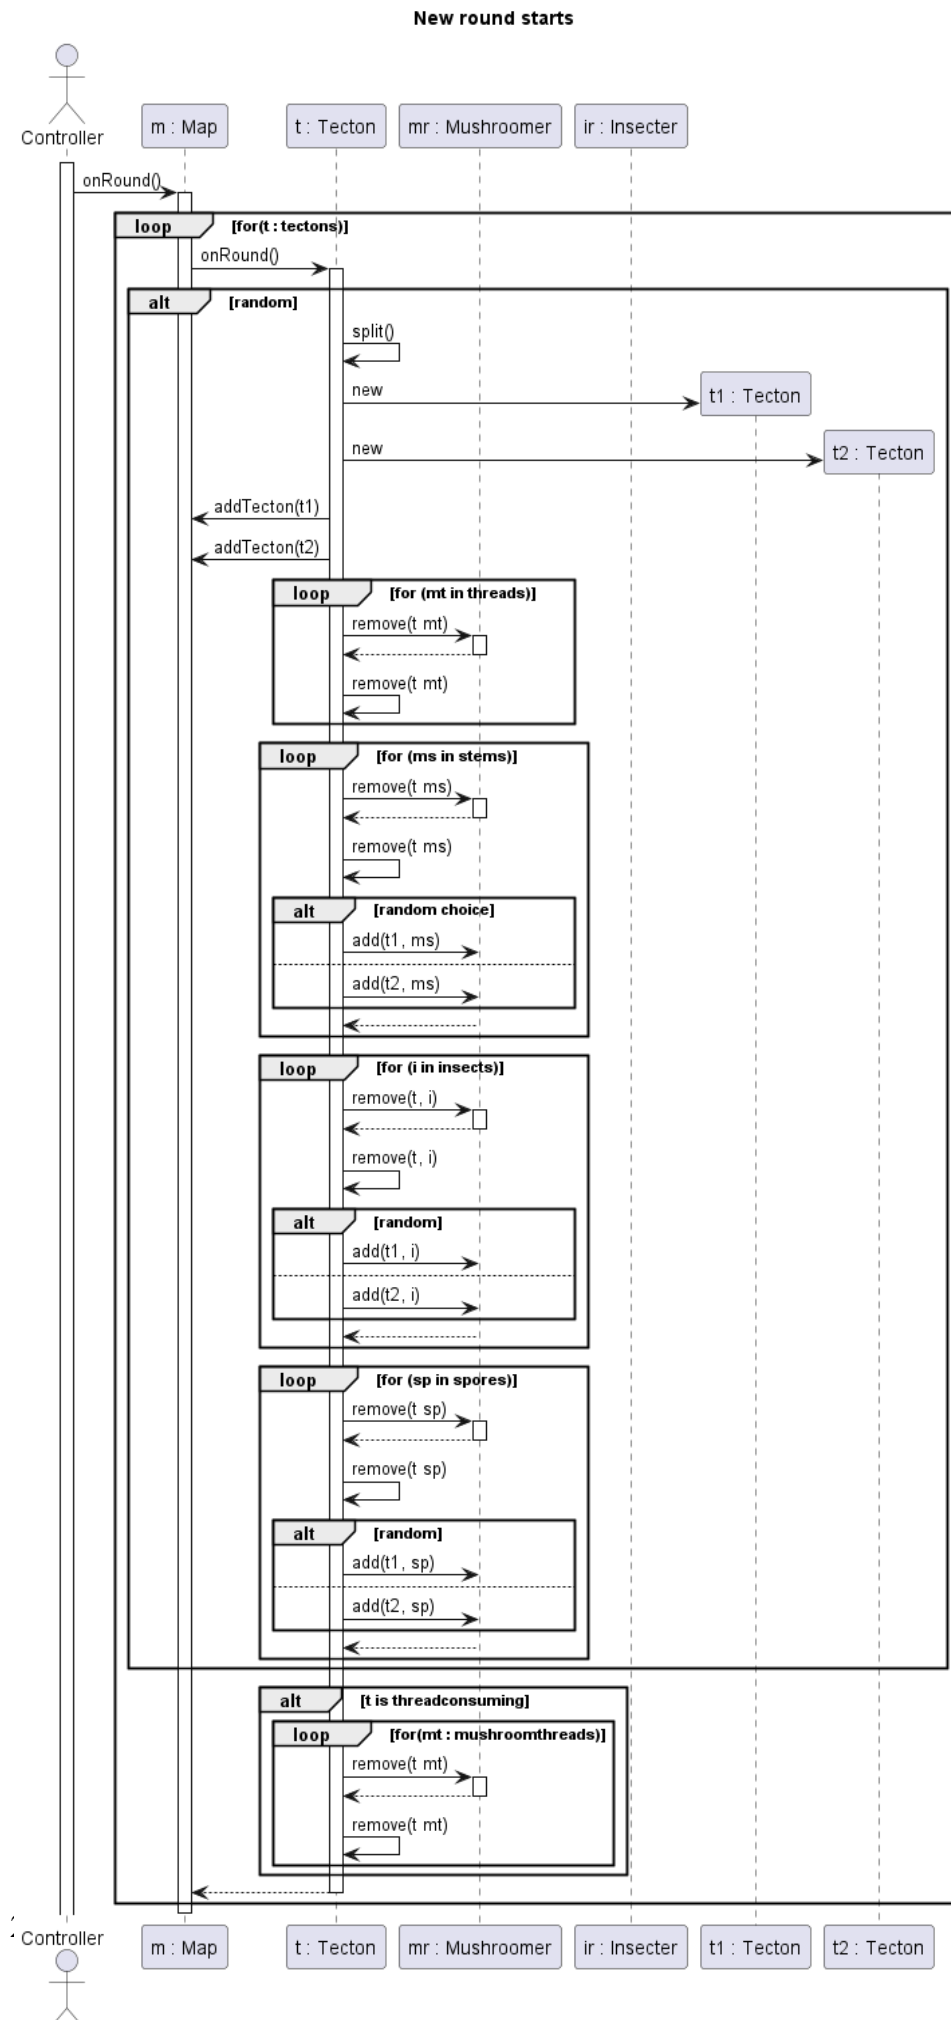 New round starts
Controller
m : Map
t : Tecton
mr : Mushroomer
ir : Insecter
onRound()
loop [for(t : tectons)]
onRound()
alt [random]
split()
new
t1 : Tecton
new
t2 : Tecton
addTecton(t1)
addTecton(t2)
loop [for (mt in threads)]
remove(t mt)
remove(t mt)
loop [for (ms in stems)]
remove(t ms)
remove(t ms)
alt [random choice]
add(t1, ms)
add(t2, ms)
loop [for (i in insects)]
remove(t, i)
remove(t, i)
alt [random]
add(t1, i)
add(t2, i)
loop [for (sp in spores)]
remove(t sp)
remove(t sp)
alt [random]
add(t1, sp)
add(t2, sp)
alt [t is threadconsuming]
loop [for(mt : mushroomthreads)]
remove(t mt)
remove(t mt)
Controller
m : Map
t : Tecton
mr : Mushroomer
ir : Insecter
t1 : Tecton
t2 : Tecton